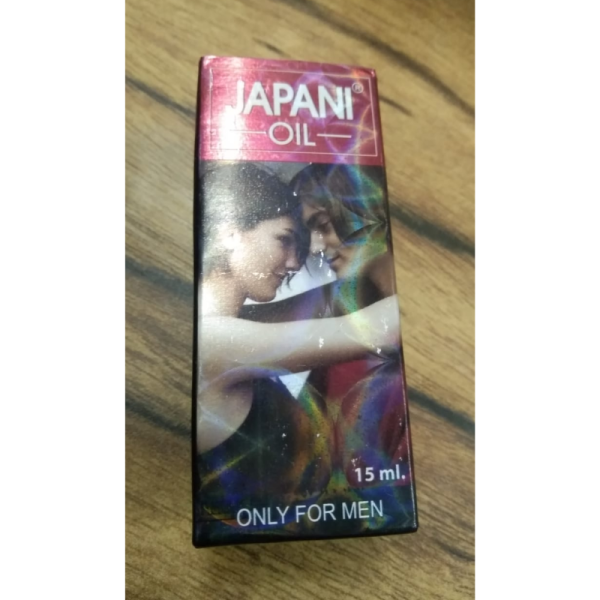 JAPANI®
OIL
15 ml.
ONLY FOR MEN